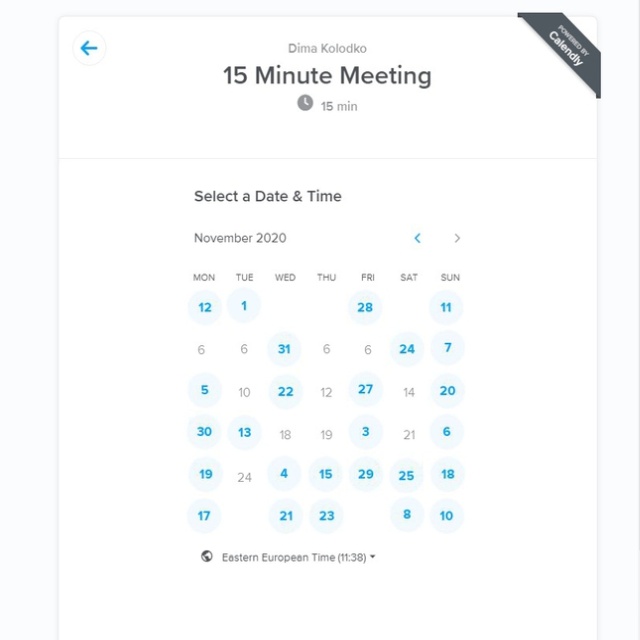 Dima Kolodko
POWERED BY
Calendly
15 Minute Meeting
15 min
Select a Date & Time
November 2020
MON TUE WED THU FRI SAT SUN
12 1 28 11
6 6 31 6 6 24 7
5 10 22 12 27 14 20
30 13 18 19 3 21 6
19 24 4 15 29 25 18
17 21 23 8 10
Eastern European Time (11:38)